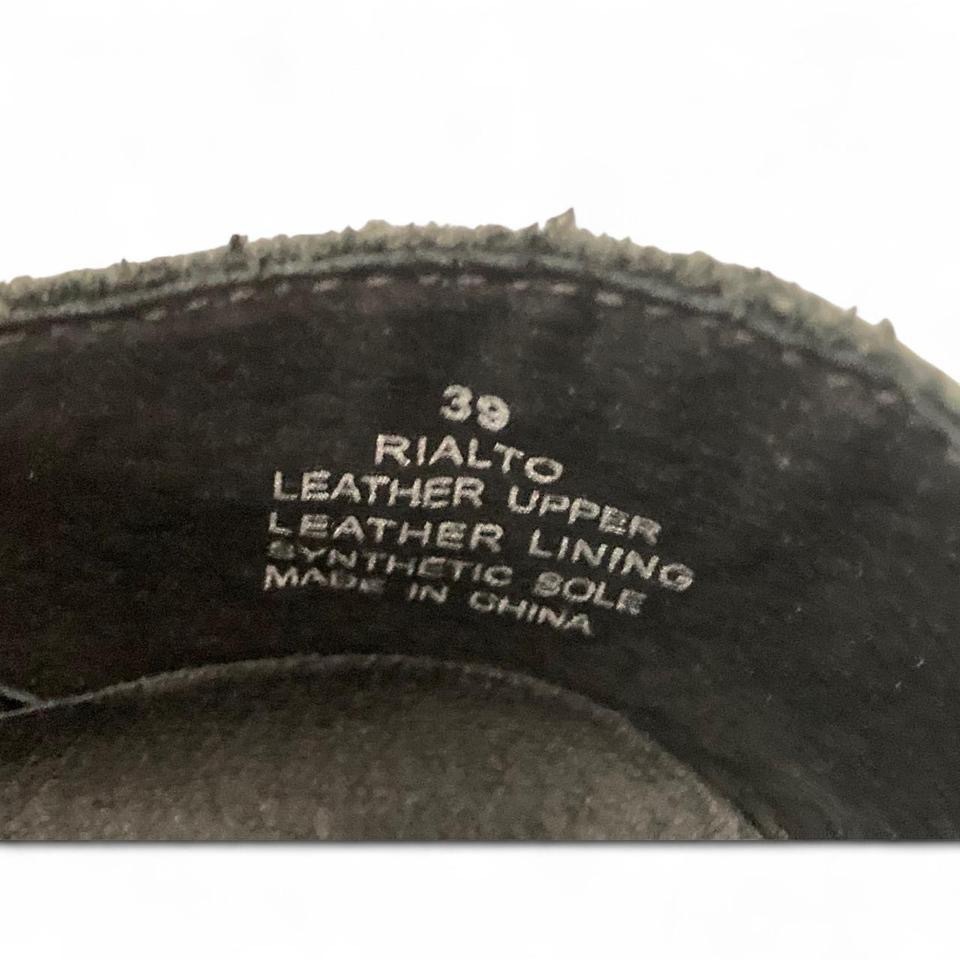 39
RIALTO
LEATHER UPPER
LEATHER LINING
SYNTHETIC SOLE
MADE IN CHINA